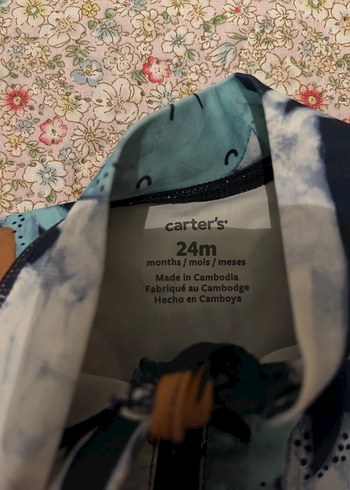 carter's
24m
months / mois / meses
Made in Cambodia
Fabriqué au Cambodge
Hecho en Camboya